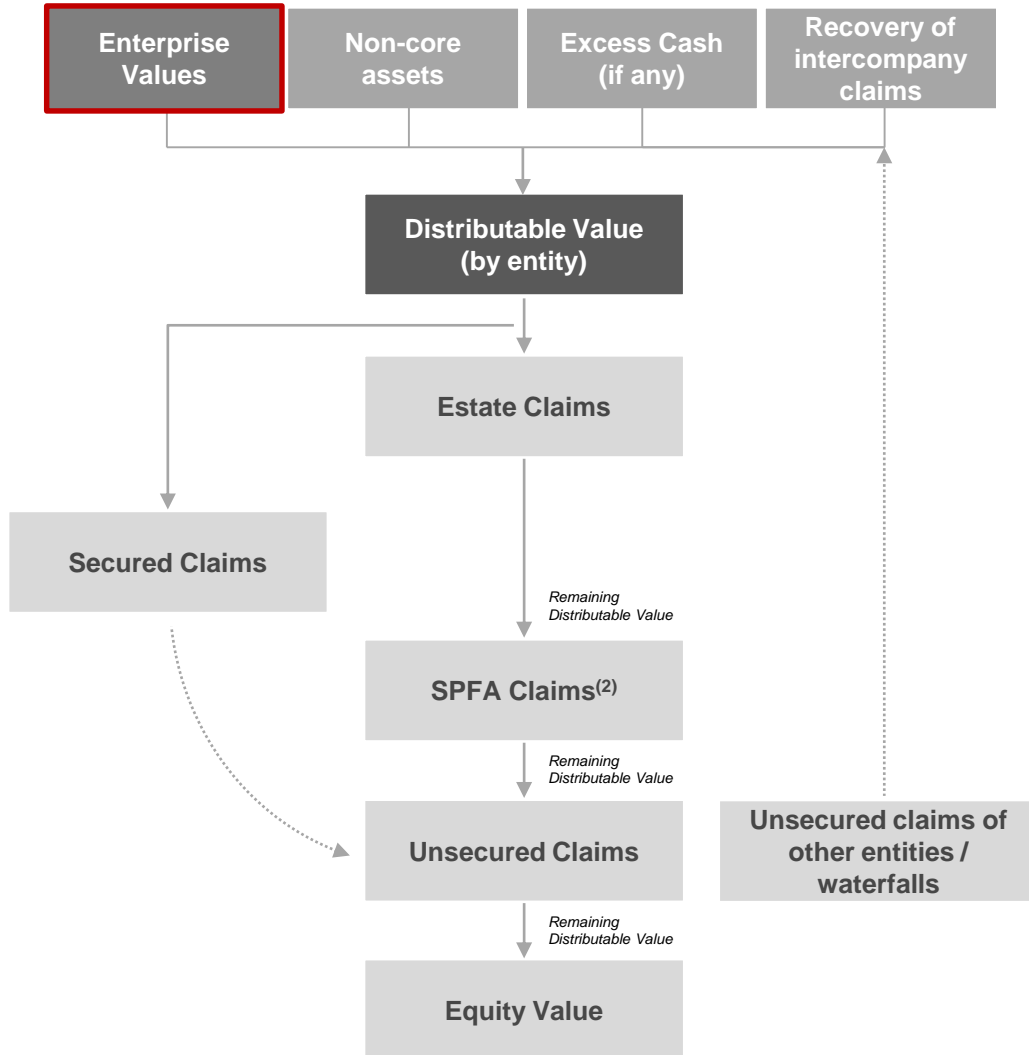 Enterprise
Values
Non-core
assets
Excess Cash
(if any)
Recovery of
intercompany
claims
Distributable Value
(by entity)
Estate Claims
Secured Claims
Remaining
Distributable Value
SPFA Claims(2)
Remaining
Distributable Value
Unsecured Claims
Unsecured claims of
other entities /
waterfalls
Remaining
Distributable Value
Equity Value